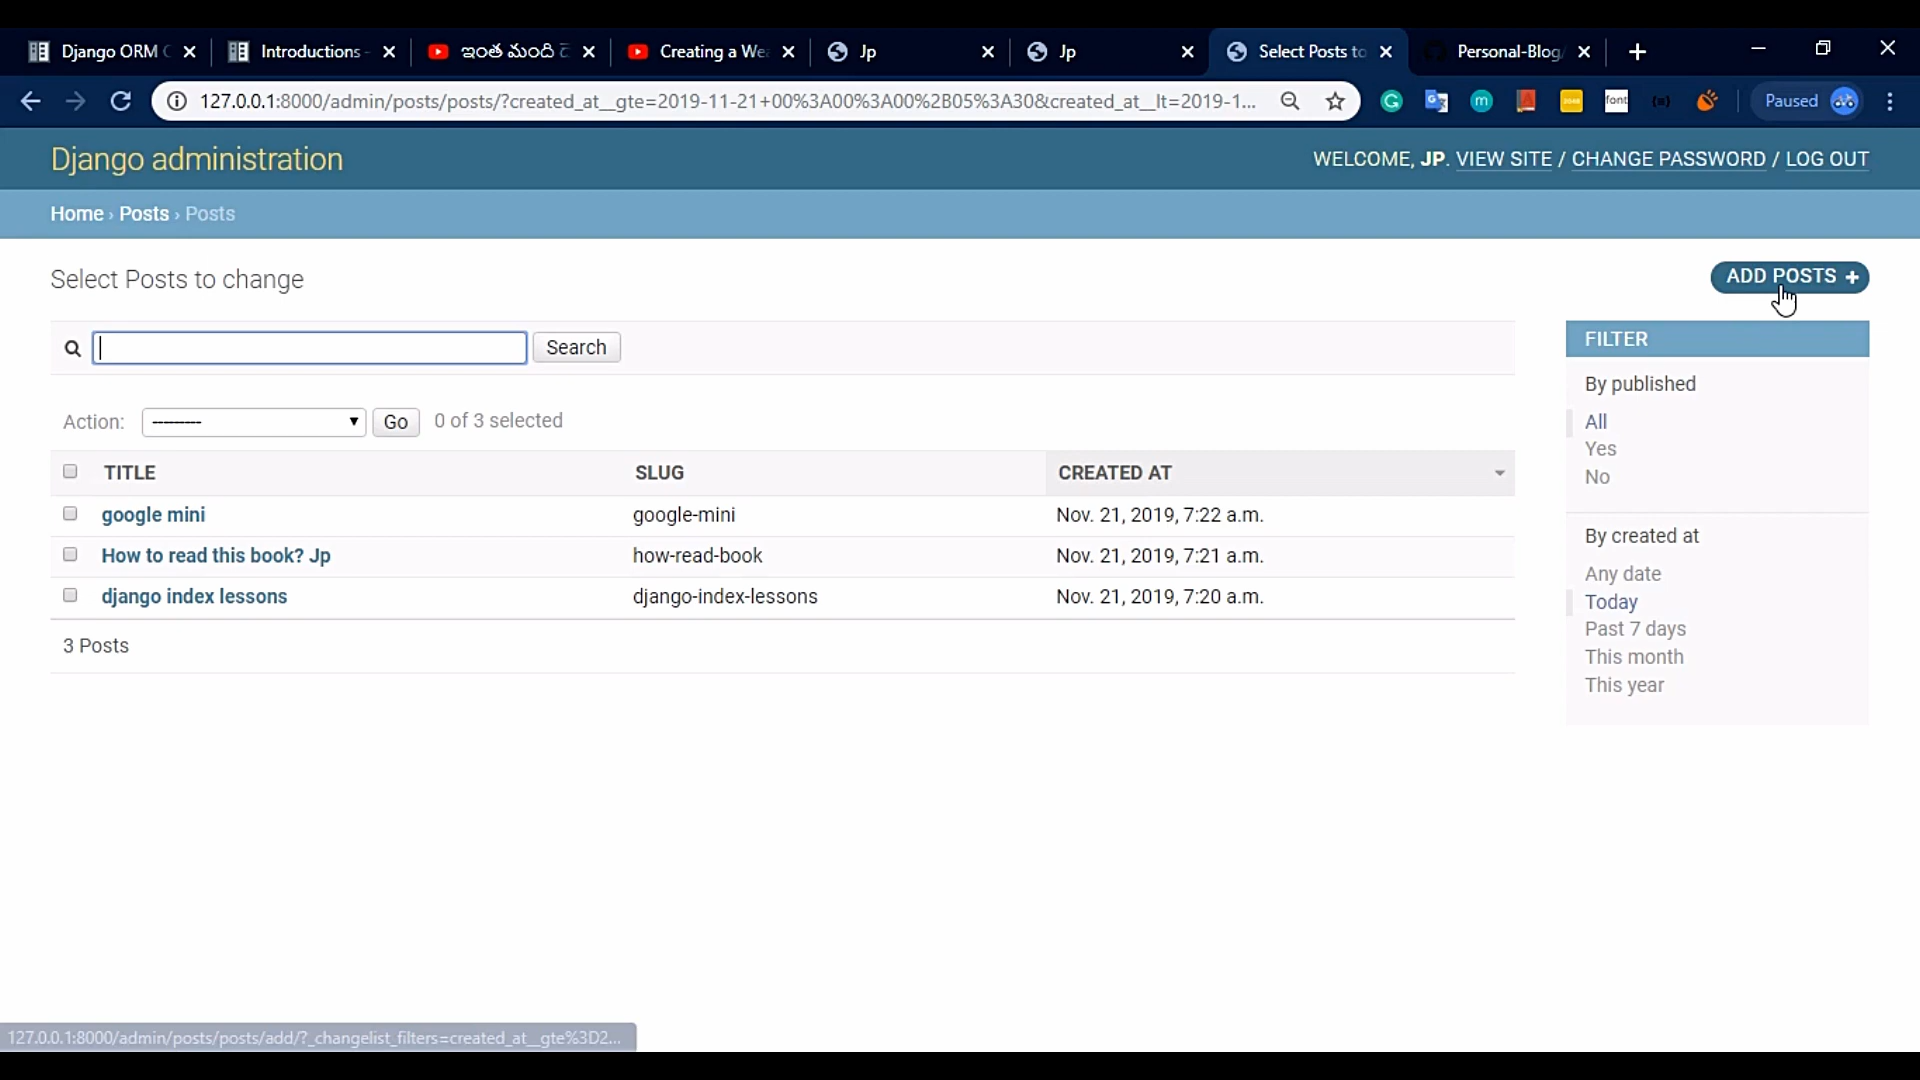 Django ORM C
Introductions -
ఇంత మంది
Creating a We
Jp
Jp
Select Posts to
Personal-Blog/
127.0.0.1:8000/admin/posts/posts/?created_at__gte=2019-11-21+00%3A00%3A00%2B05%3A30&created_at__lt=2019-1...
font
Paused
Django administration
WELCOME, JP. VIEW SITE / CHANGE PASSWORD / LOG OUT
Home › Posts › Posts
Select Posts to change
ADD POSTS +
Search
FILTER
By published
All
Yes
No
Action: --------- Go 0 of 3 selected
TITLE SLUG CREATED AT
google mini google-mini Nov. 21, 2019, 7:22 a.m.
How to read this book? Jp how-read-book Nov. 21, 2019, 7:21 a.m.
django index lessons django-index-lessons Nov. 21, 2019, 7:20 a.m.
3 Posts
By created at
Any date
Today
Past 7 days
This month
This year
127.0.0.1:8000/admin/posts/posts/add/?_changelist_filters=created_at__gte%3D2...